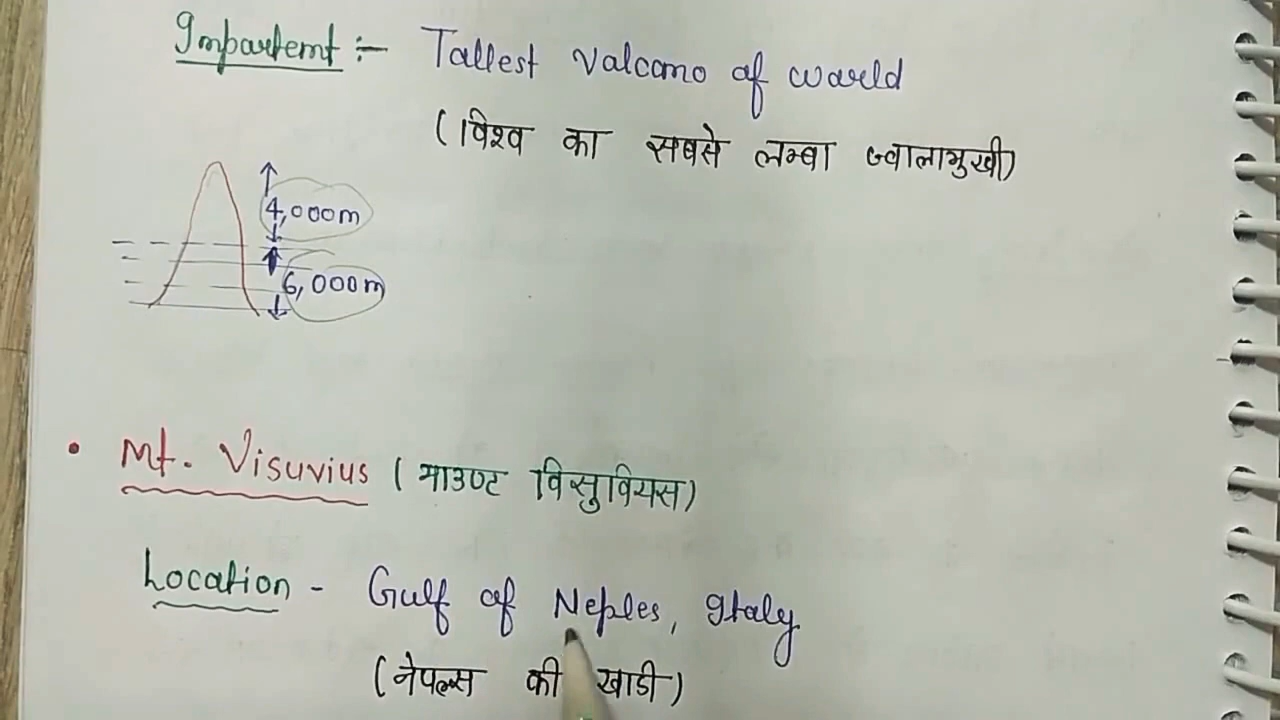 Important :- Tallest Valcano of world
(विश्व का सबसे लम्बा ज्वालामुखी)
4,000m
6,000m
• Mt. Visuvius (माउण्ट विसुवियस)
Location - Gulf of Neples, Italy
(नेपल्स की खाडी)